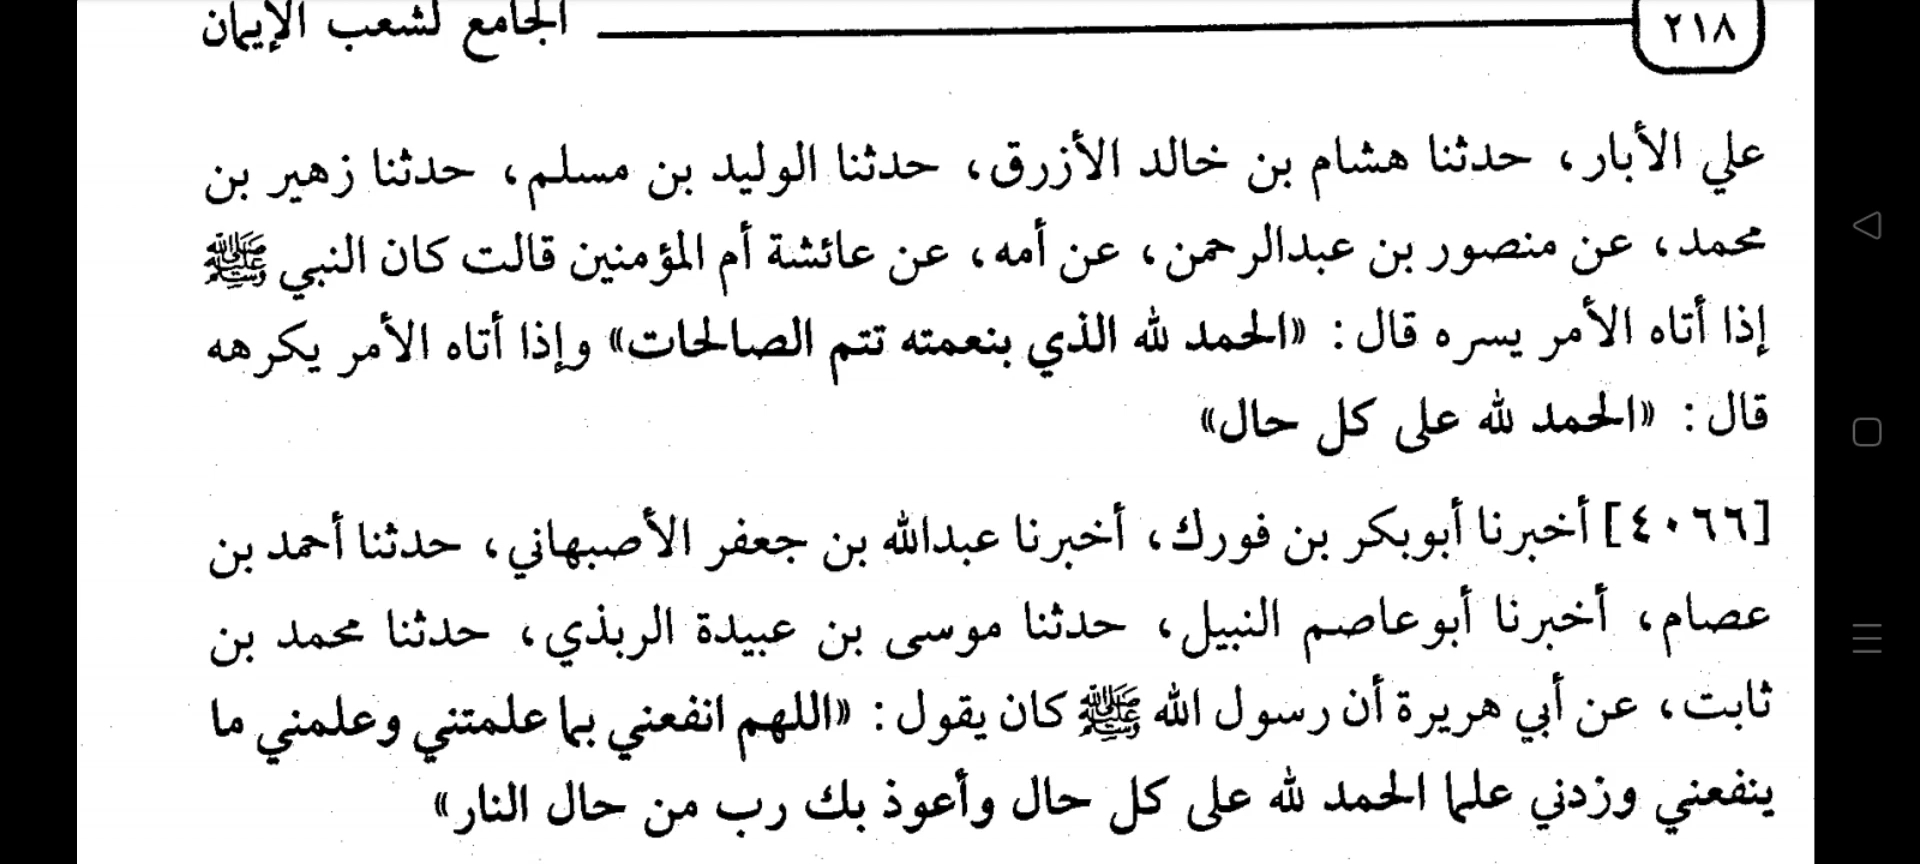 ٢١٨ الجامع لشعب الإيمان
علي الأبار، حدثنا هشام بن خالد الأزرق، حدثنا الوليد بن مسلم، حدثنا زهير بن
محمد، عن منصور بن عبدالرحمن، عن أمه، عن عائشة أم المؤمنين قالت كان النبي ﷺ
إذا أتاه الأمر يسره قال: «الحمد لله الذي بنعمته تتم الصالحات» وإذا أتاه الأمر يكرهه
قال: «الحمد لله على كل حال»
[٤٠٦٦] أخبرنا أبوبكر بن فورك، أخبرنا عبدالله بن جعفر الأصبهاني، حدثنا أحمد بن
عصام، أخبرنا أبوعاصم النبيل، حدثنا موسى بن عبيدة الربذي، حدثنا محمد بن
ثابت، عن أبي هريرة أن رسول الله ﷺ كان يقول: «اللهم انفعني بما علمتني وعلمني ما
ينفعني وزدني علما الحمد لله على كل حال وأعوذ بك رب من حال النار»